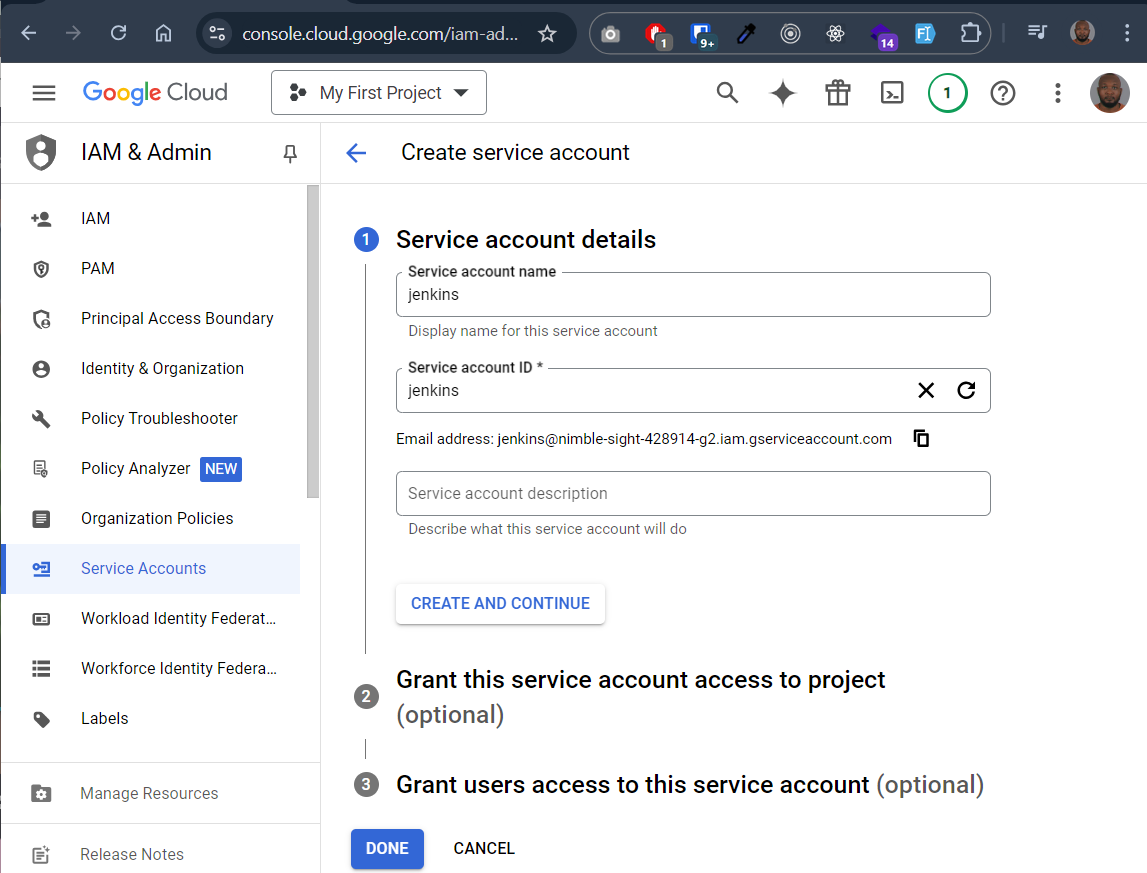 console.cloud.google.com/iam-ad...
1
9+
14
Google Cloud
My First Project
1
IAM & Admin
Create service account
IAM
PAM
Principal Access Boundary
Identity & Organization
Policy Troubleshooter
Policy Analyzer NEW
Organization Policies
Service Accounts
Workload Identity Federat...
Workforce Identity Federa...
Labels
Manage Resources
Release Notes
1 Service account details
Service account name
jenkins
Display name for this service account
Service account ID *
jenkins
Email address: jenkins@nimble-sight-428914-g2.iam.gserviceaccount.com
Service account description
Describe what this service account will do
CREATE AND CONTINUE
2 Grant this service account access to project
(optional)
3 Grant users access to this service account (optional)
DONE CANCEL